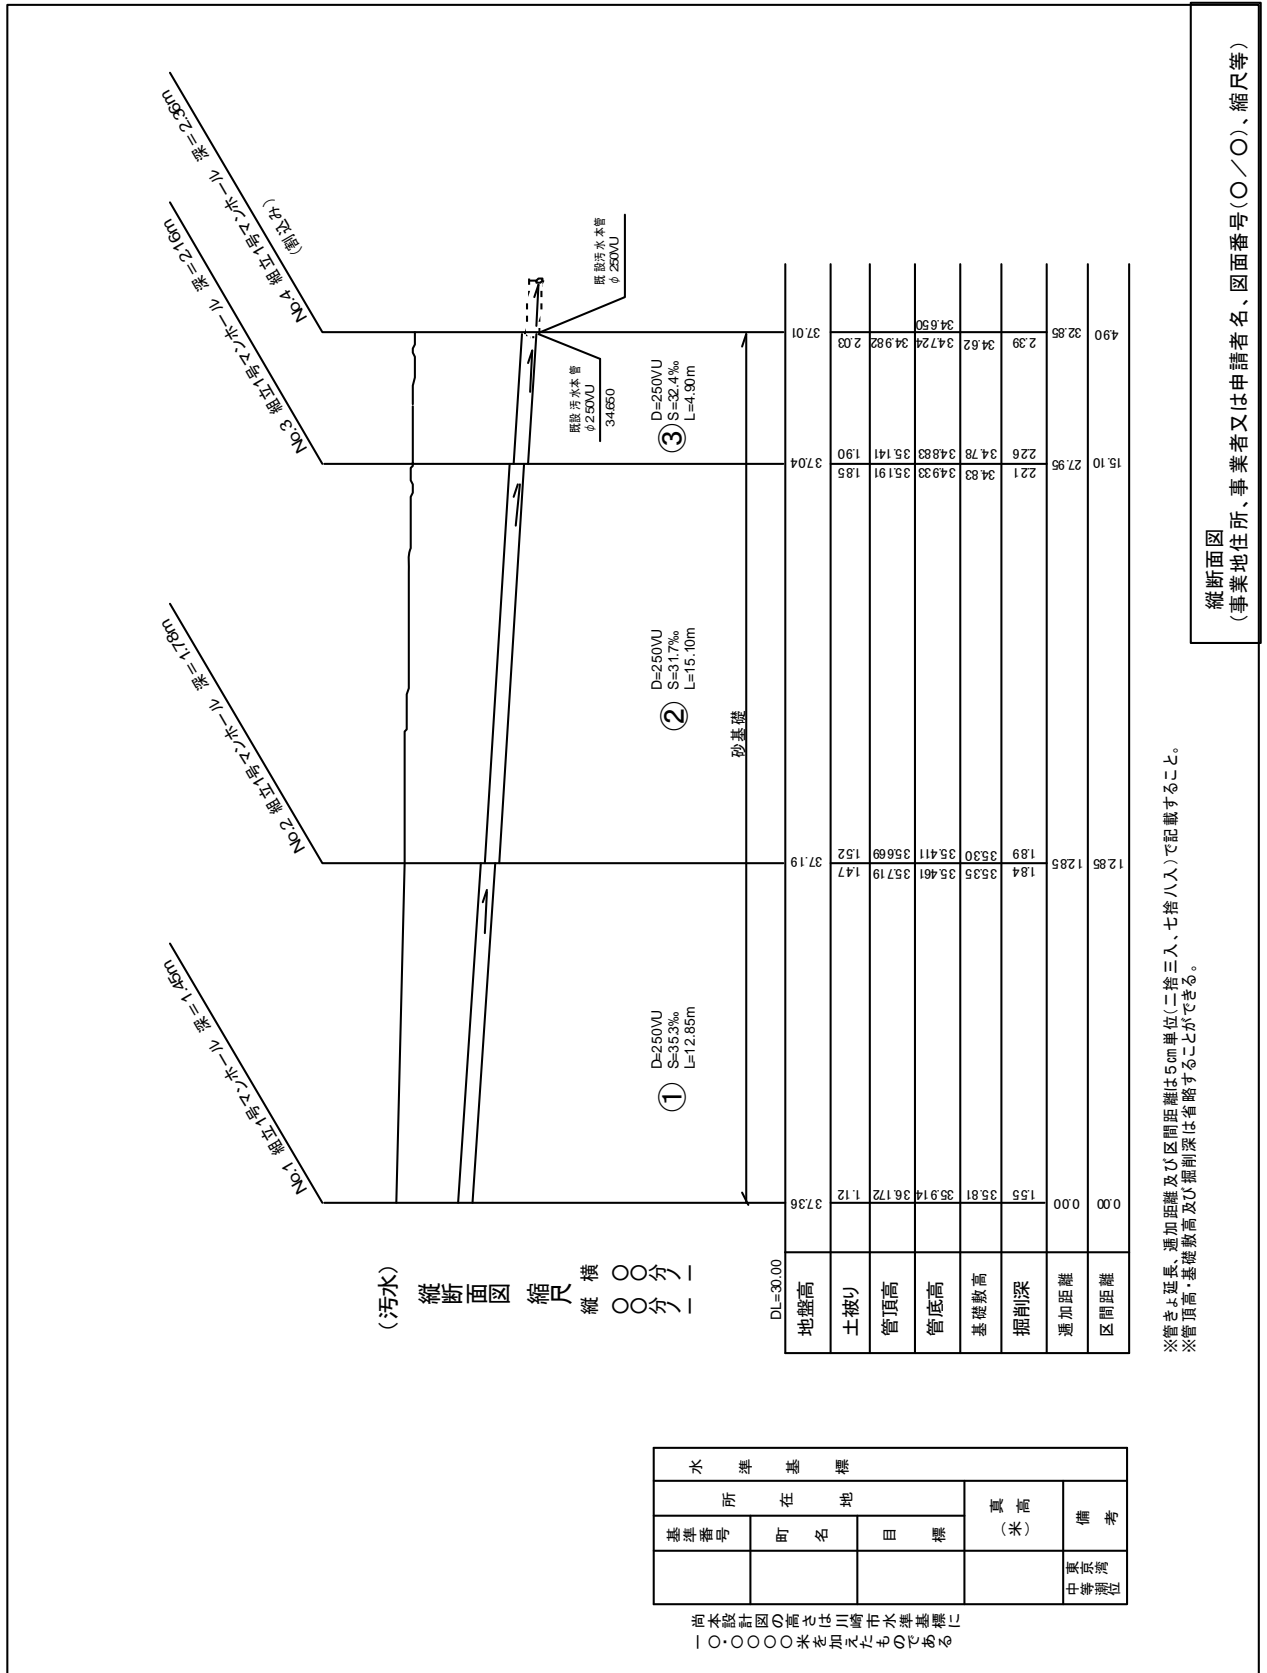 (汚水)
縦断面図 縮尺
横 〇〇分ノ一
縦 〇〇分ノ一
No.1 組立1号マンホール 深=1.45m
No.2 組立1号マンホール 深=1.78m
No.3 組立1号マンホール 深=2.16m
No.4 組立1号マンホール 深=2.36m
(割込み)
既設汚水本管
φ250VU
34.650
既設汚水本管
φ250VU
①
D=250VU
S=35.3‰
L=12.85m
②
D=250VU
S=31.7‰
L=15.10m
③
D=250VU
S=32.4‰
L=4.90m
砂基礎
DL=30.00
地盤高 37.36 37.19 37.04 37.01
土被り 1.12 1.47 1.52 1.85 1.90 2.03
管頂高 36.172 35.719 35.669 35.191 35.141 34.982
管底高 35.914 35.461 35.411 34.933 34.883 34.724 34.650
基礎敷高 35.81 35.35 35.30 34.83 34.78 34.62
掘削深 1.55 1.84 1.89 2.21 2.26 2.39
逓加距離 0.00 12.85 27.95 32.85
区間距離 0.00 12.85 15.10 4.90
※管きょ延長、逓加距離及び区間距離は5cm単位(二捨三入、七捨八入)で記載すること。
※管頂高・基礎敷高及び掘削深は省略することができる。
縦断面図
(事業地住所、事業者又は申請者名、図面番号(〇/〇)、縮尺等)
水準基標
所在地
真高
(米)
備考
基準番号
町名
目標
東京湾
中等潮位
尚本設計図の高さは川崎市水準基標に
一〇・〇〇〇〇米を加えたものである